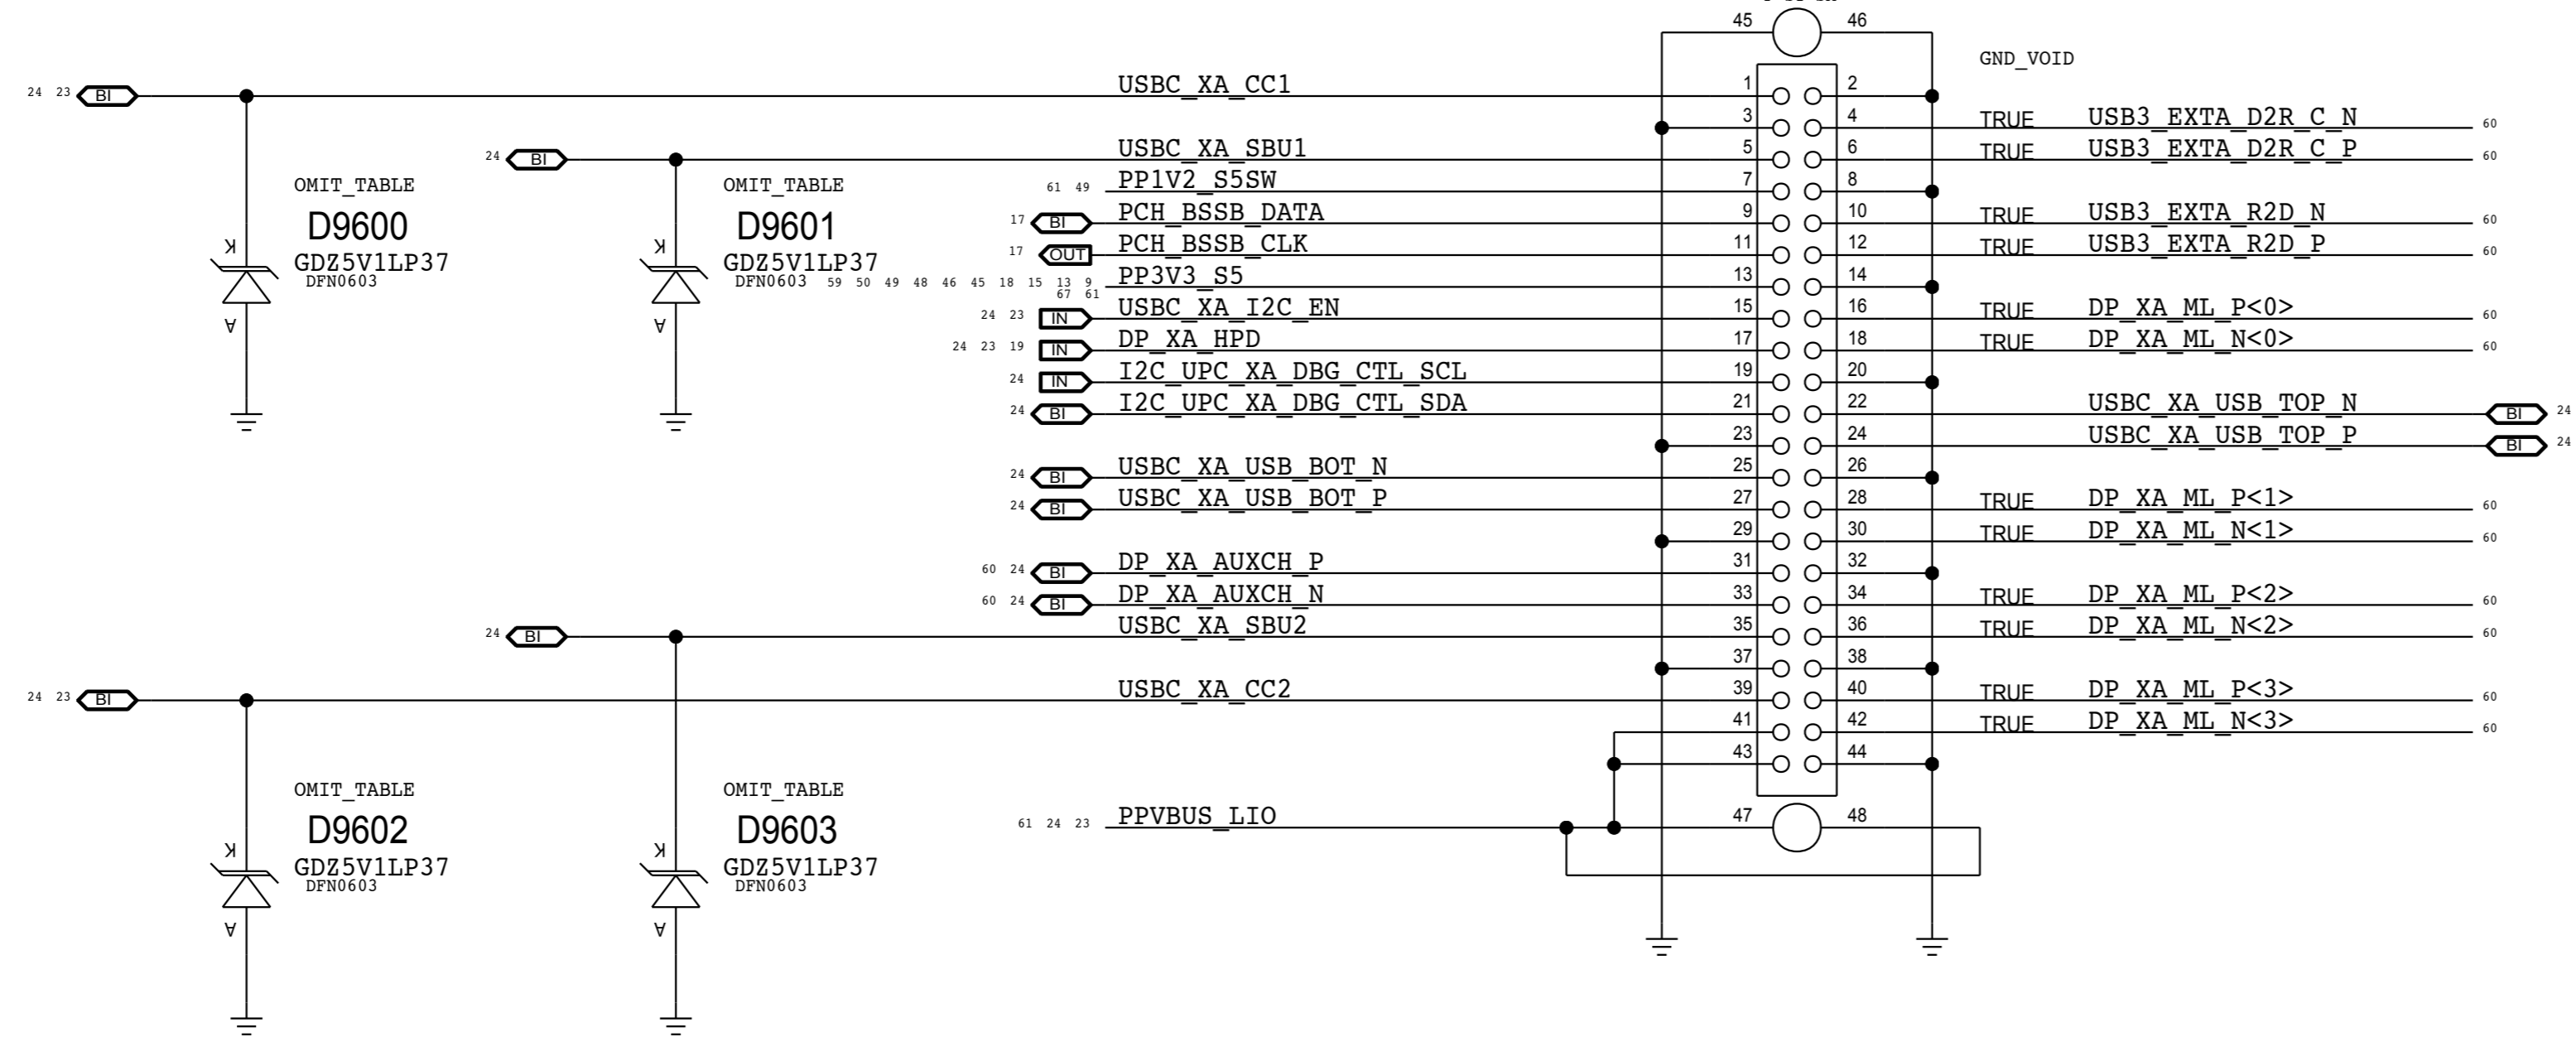 45 46
GND_VOID
24 23 BI USBC_XA_CC1 1 2
3 4 TRUE USB3_EXTA_D2R_C_N 60
24 BI USBC_XA_SBU1 5 6 TRUE USB3_EXTA_D2R_C_P 60
61 49 PP1V2_S5SW 7 8
17 BI PCH_BSSB_DATA 9 10 TRUE USB3_EXTA_R2D_N 60
17 OUT PCH_BSSB_CLK 11 12 TRUE USB3_EXTA_R2D_P 60
59 50 49 48 46 45 18 15 13 9 PP3V3_S5 13 14
67 61
24 23 IN USBC_XA_I2C_EN 15 16 TRUE DP_XA_ML_P<0> 60
24 23 19 IN DP_XA_HPD 17 18 TRUE DP_XA_ML_N<0> 60
24 IN I2C_UPC_XA_DBG_CTL_SCL 19 20
24 BI I2C_UPC_XA_DBG_CTL_SDA 21 22 USBC_XA_USB_TOP_N BI 24
23 24 USBC_XA_USB_TOP_P BI 24
24 BI USBC_XA_USB_BOT_N 25 26
24 BI USBC_XA_USB_BOT_P 27 28 TRUE DP_XA_ML_P<1> 60
29 30 TRUE DP_XA_ML_N<1> 60
60 24 BI DP_XA_AUXCH_P 31 32
60 24 BI DP_XA_AUXCH_N 33 34 TRUE DP_XA_ML_P<2> 60
24 BI USBC_XA_SBU2 35 36 TRUE DP_XA_ML_N<2> 60
37 38
24 23 BI USBC_XA_CC2 39 40 TRUE DP_XA_ML_P<3> 60
41 42 TRUE DP_XA_ML_N<3> 60
43 44
61 24 23 PPVBUS_LIO 47 48
OMIT_TABLE
D9600
K
GDZ5V1LP37
DFN0603
A
OMIT_TABLE
D9601
K
GDZ5V1LP37
DFN0603
A
OMIT_TABLE
D9602
K
GDZ5V1LP37
DFN0603
A
OMIT_TABLE
D9603
K
GDZ5V1LP37
DFN0603
A